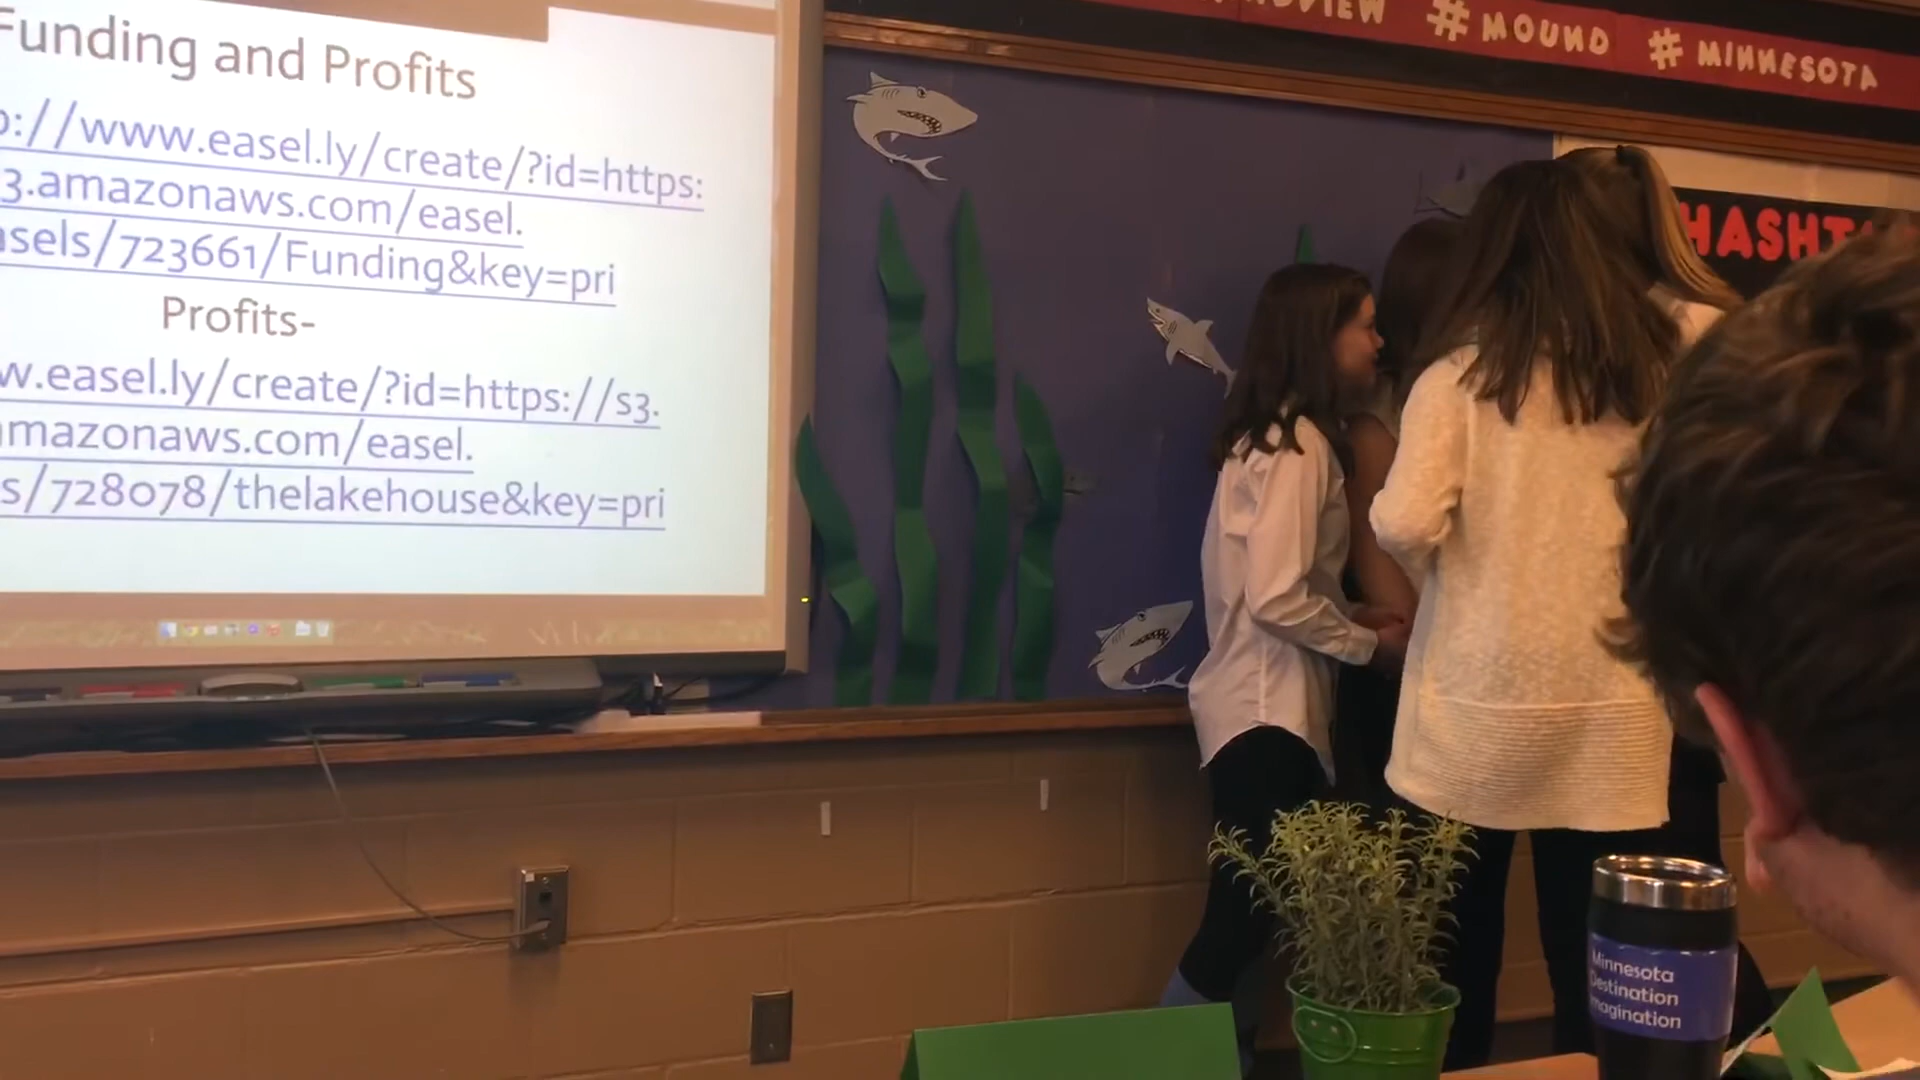 Funding and Profits
://www.easel.ly/create/?id=https:
3.amazonaws.com/easel.
sels/723661/Funding&key=pri
Profits-
w.easel.ly/create/?id=https://s3.
mazonaws.com/easel.
s/728078/thelakehouse&key=pri
# MOUND # MINNESOTA
HASHT
Minnesota
Destination
magination